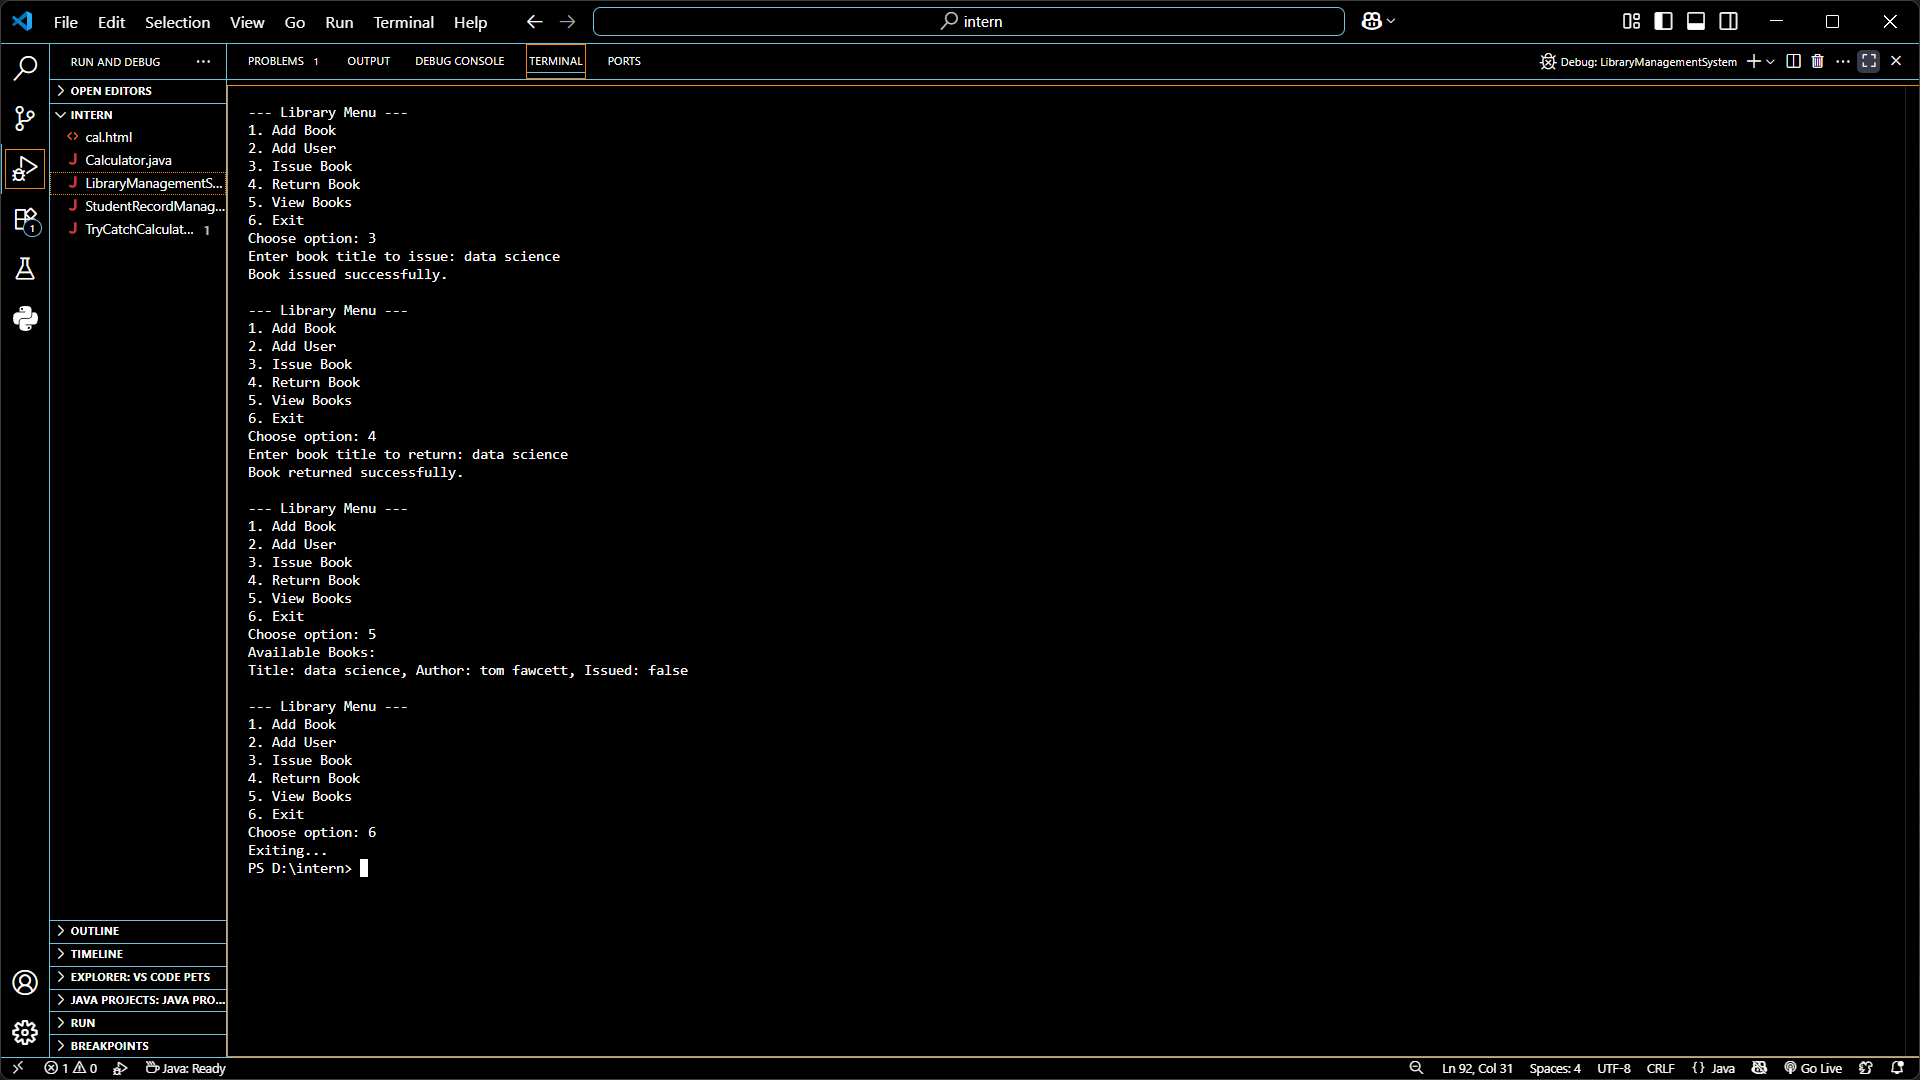 File Edit Selection View Go Run Terminal Help
intern
RUN AND DEBUG
PROBLEMS 1 OUTPUT DEBUG CONSOLE TERMINAL PORTS
Debug: LibraryManagementSystem
OPEN EDITORS
INTERN
cal.html
Calculator.java
LibraryManagementS...
StudentRecordManag...
TryCatchCalculat... 1
1
--- Library Menu ---
1. Add Book
2. Add User
3. Issue Book
4. Return Book
5. View Books
6. Exit
Choose option: 3
Enter book title to issue: data science
Book issued successfully.
--- Library Menu ---
1. Add Book
2. Add User
3. Issue Book
4. Return Book
5. View Books
6. Exit
Choose option: 4
Enter book title to return: data science
Book returned successfully.
--- Library Menu ---
1. Add Book
2. Add User
3. Issue Book
4. Return Book
5. View Books
6. Exit
Choose option: 5
Available Books:
Title: data science, Author: tom fawcett, Issued: false
--- Library Menu ---
1. Add Book
2. Add User
3. Issue Book
4. Return Book
5. View Books
6. Exit
Choose option: 6
Exiting...
PS D:\intern>
OUTLINE
TIMELINE
EXPLORER: VS CODE PETS
JAVA PROJECTS: JAVA PRO...
RUN
BREAKPOINTS
1 0 Java: Ready
Ln 92, Col 31 Spaces: 4 UTF-8 CRLF {} Java Go Live